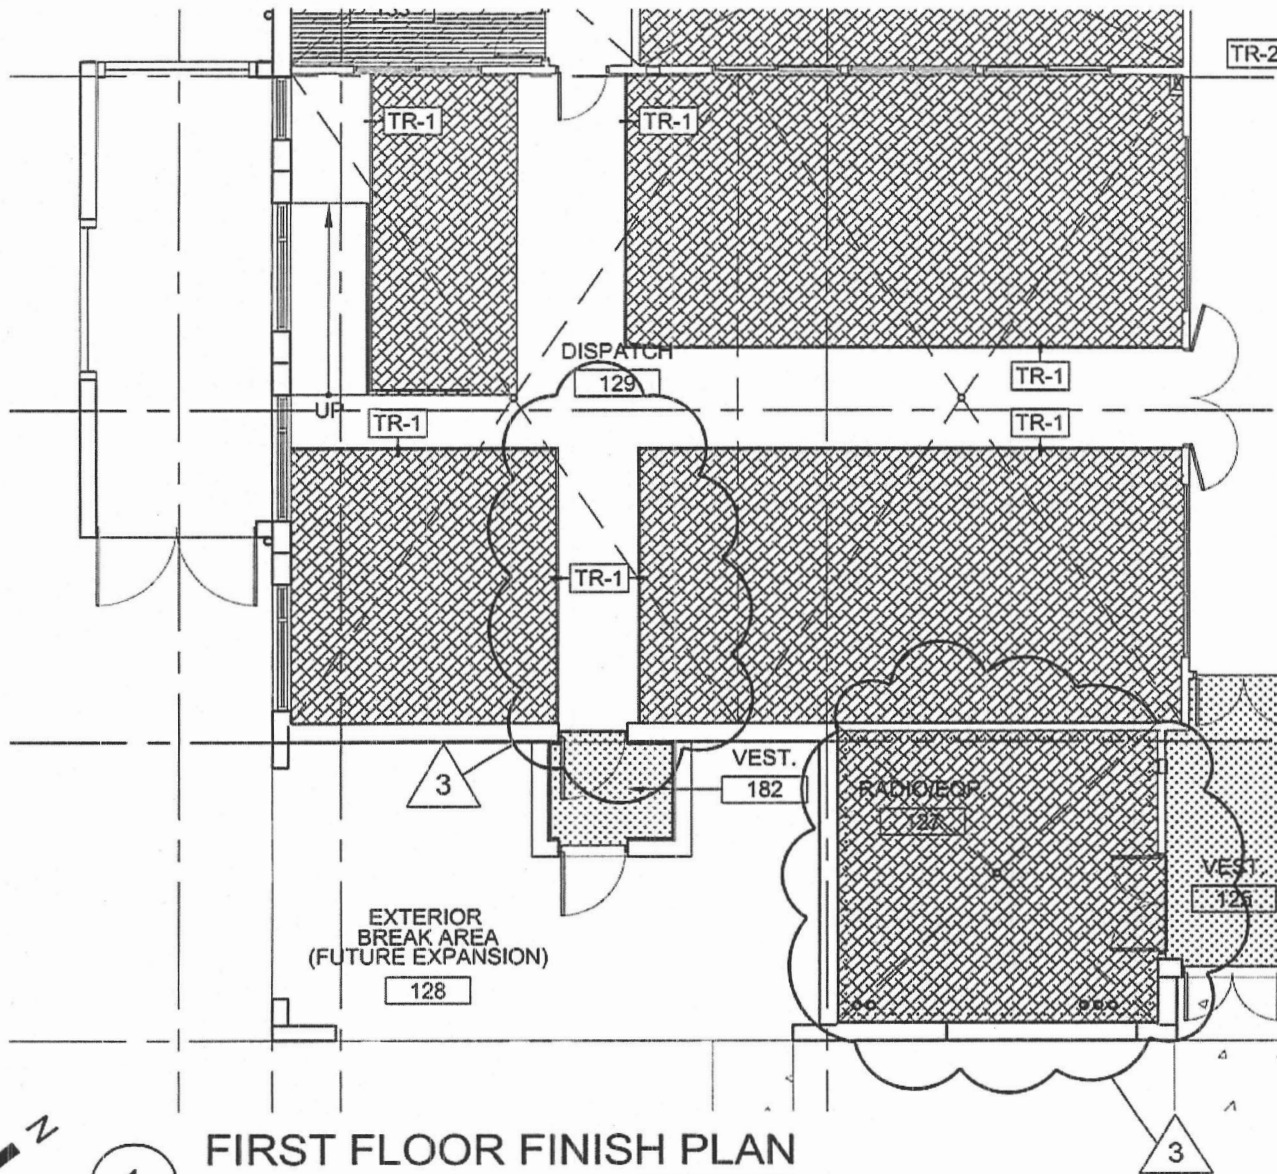 TR-2
TR-1
TR-1
DISPATCH
129
TR-1
UP
TR-1
TR-1
TR-1
3
VEST.
182
RADIO/EQP.
127
VEST.
125
EXTERIOR
BREAK AREA
(FUTURE EXPANSION)
128
N
FIRST FLOOR FINISH PLAN
3